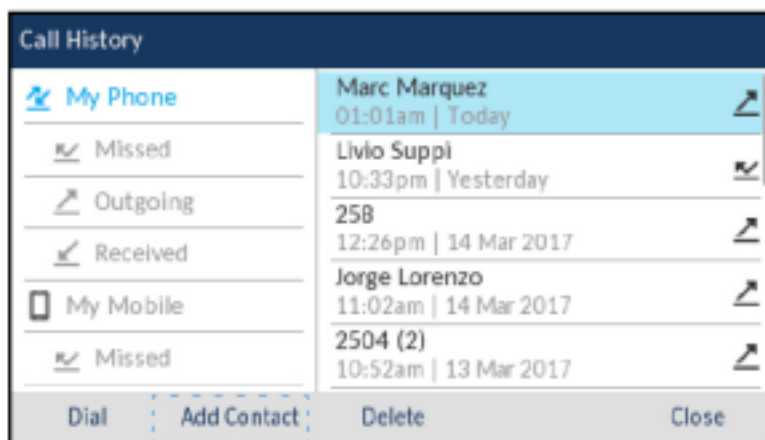 Call History
My Phone
Missed
Outgoing
Received
My Mobile
Missed
Marc Marquez
01:01am | Today
Livio Suppi
10:33pm | Yesterday
258
12:26pm | 14 Mar 2017
Jorge Lorenzo
11:02am | 14 Mar 2017
2504 (2)
10:52am | 13 Mar 2017
Dial Add Contact Delete Close